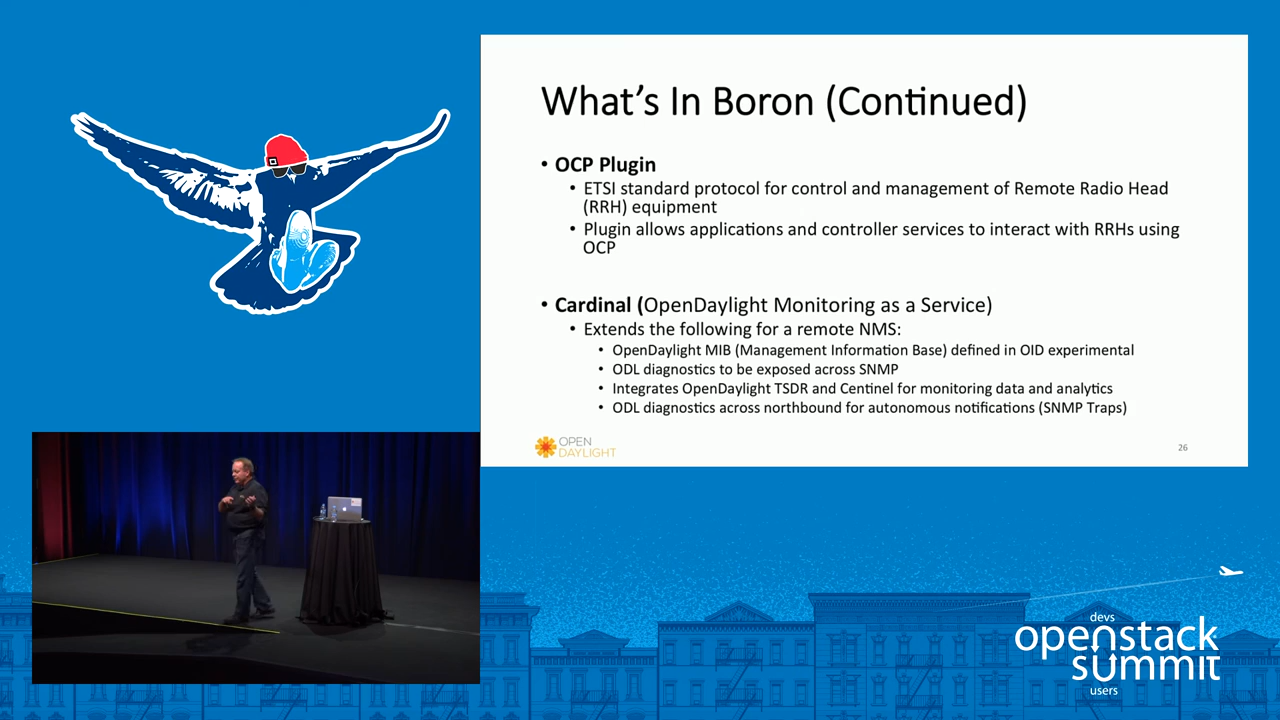 What's In Boron (Continued)
• OCP Plugin
• ETSI standard protocol for control and management of Remote Radio Head
(RRH) equipment
• Plugin allows applications and controller services to interact with RRHs using
OCP
• Cardinal (OpenDaylight Monitoring as a Service)
• Extends the following for a remote NMS:
• OpenDaylight MIB (Management Information Base) defined in OID experimental
• ODL diagnostics to be exposed across SNMP
• Integrates OpenDaylight TSDR and Centinel for monitoring data and analytics
• ODL diagnostics across northbound for autonomous notifications (SNMP Traps)
OPEN
DAYLIGHT
26
devs
openstack
summit
users